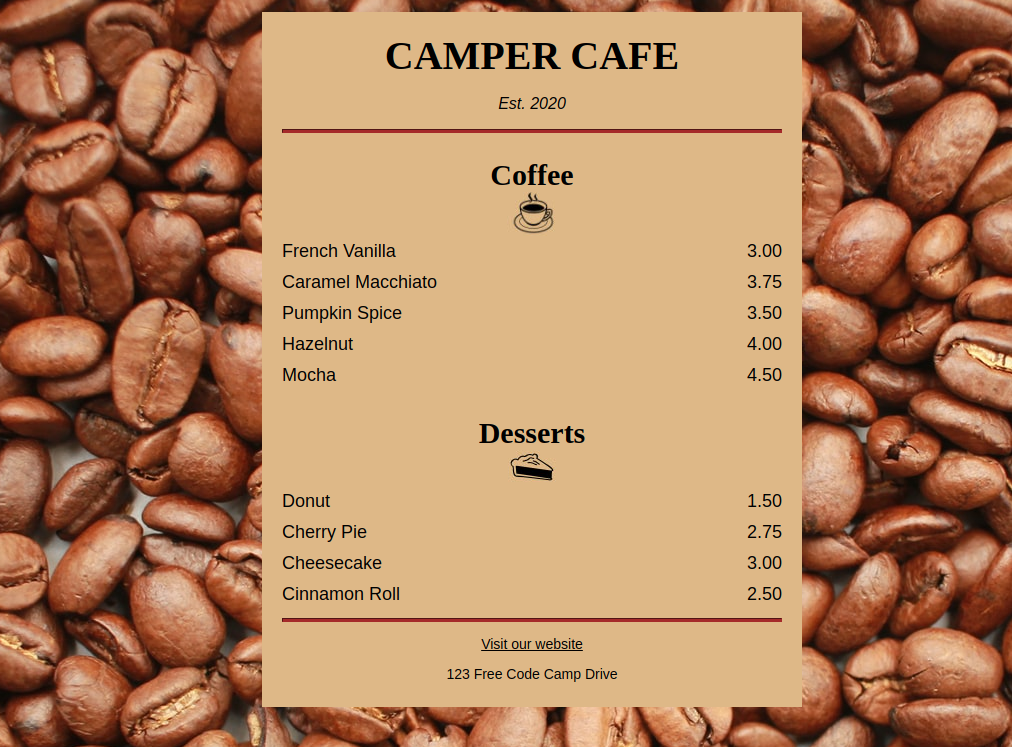 CAMPER CAFE
Est. 2020
Coffee
French Vanilla 3.00
Caramel Macchiato 3.75
Pumpkin Spice 3.50
Hazelnut 4.00
Mocha 4.50
Desserts
Donut 1.50
Cherry Pie 2.75
Cheesecake 3.00
Cinnamon Roll 2.50
Visit our website
123 Free Code Camp Drive